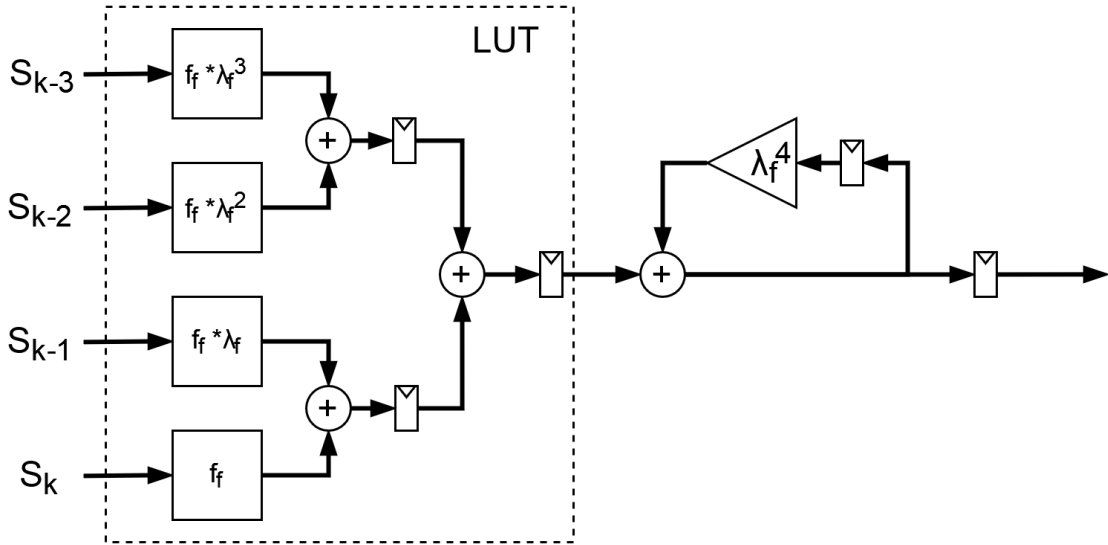 LUT
S_{k-3}
f_f * λ_f^3
+
S_{k-2}
f_f * λ_f^2
λ_f^4
+
+
S_{k-1}
f_f * λ_f
+
S_k
f_f